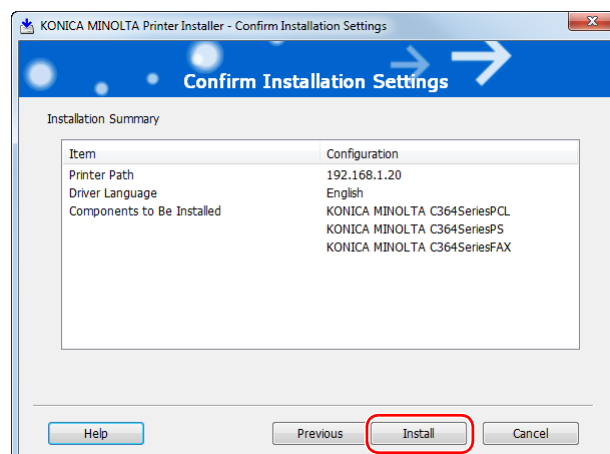 KONICA MINOLTA Printer Installer - Confirm Installation Settings
Confirm Installation Settings
Installation Summary
Item Configuration
Printer Path 192.168.1.20
Driver Language English
Components to Be Installed KONICA MINOLTA C364SeriesPCL
KONICA MINOLTA C364SeriesPS
KONICA MINOLTA C364SeriesFAX
Help Previous Install Cancel